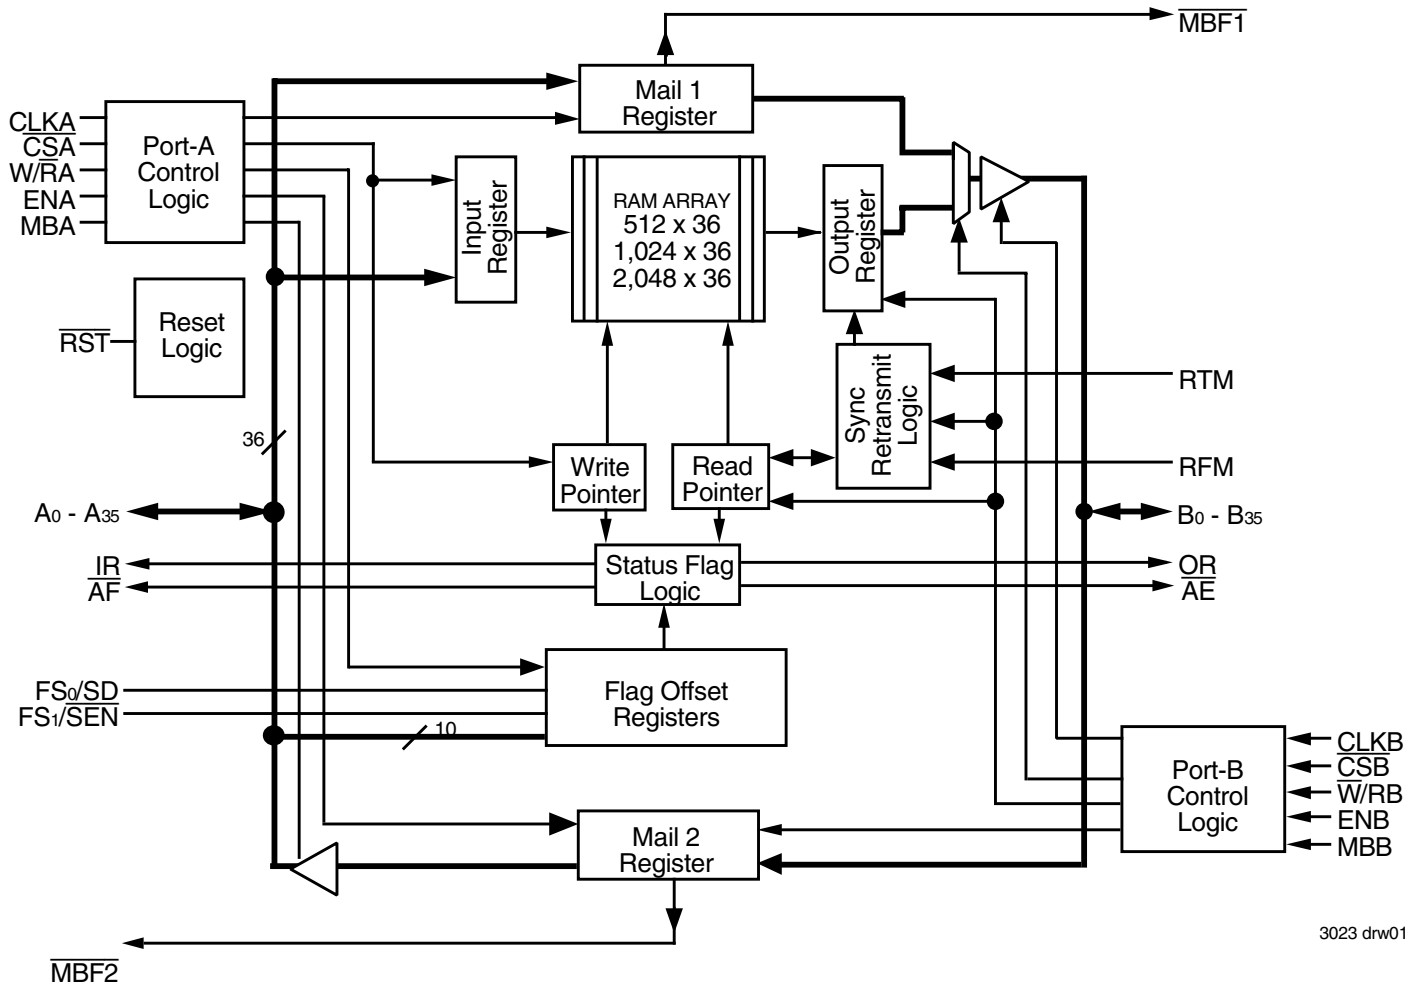 MBF1
Mail 1
Register
CLKA
CSA
W/RA
ENA
MBA
Port-A
Control
Logic
Input
Register
RAM ARRAY
512 x 36
1,024 x 36
2,048 x 36
Output
Register
RST
Reset
Logic
Sync
Retransmit
Logic
RTM
RFM
36
Write
Pointer
Read
Pointer
A0 - A35
B0 - B35
IR
AF
Status Flag
Logic
OR
AE
FS0/SD
FS1/SEN
10
Flag Offset
Registers
Port-B
Control
Logic
CLKB
CSB
W/RB
ENB
MBB
Mail 2
Register
MBF2
3023 drw01